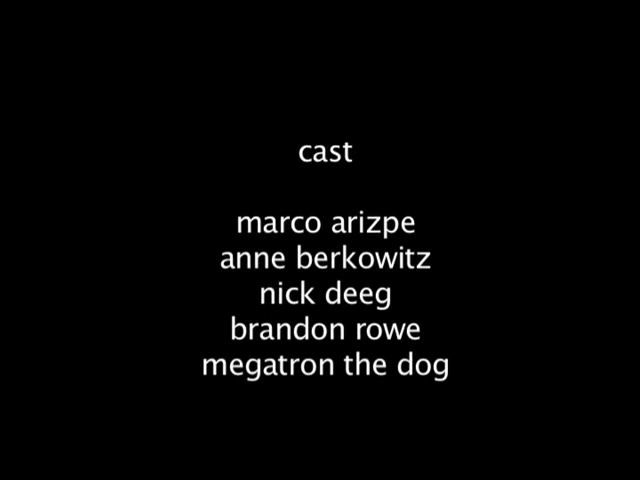 cast
marco arizpe
anne berkowitz
nick deeg
brandon rowe
megatron the dog